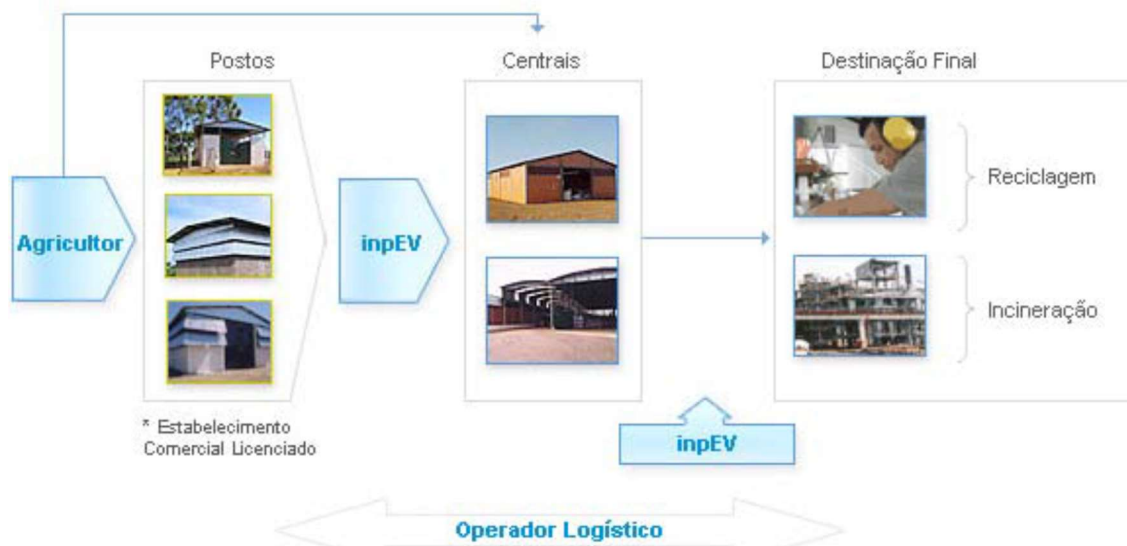 Postos
Centrais
Destinação Final
Agricultor
inpEV
Reciclagem
Incineração
* Estabelecimento
Comercial Licenciado
inpEV
Operador Logístico